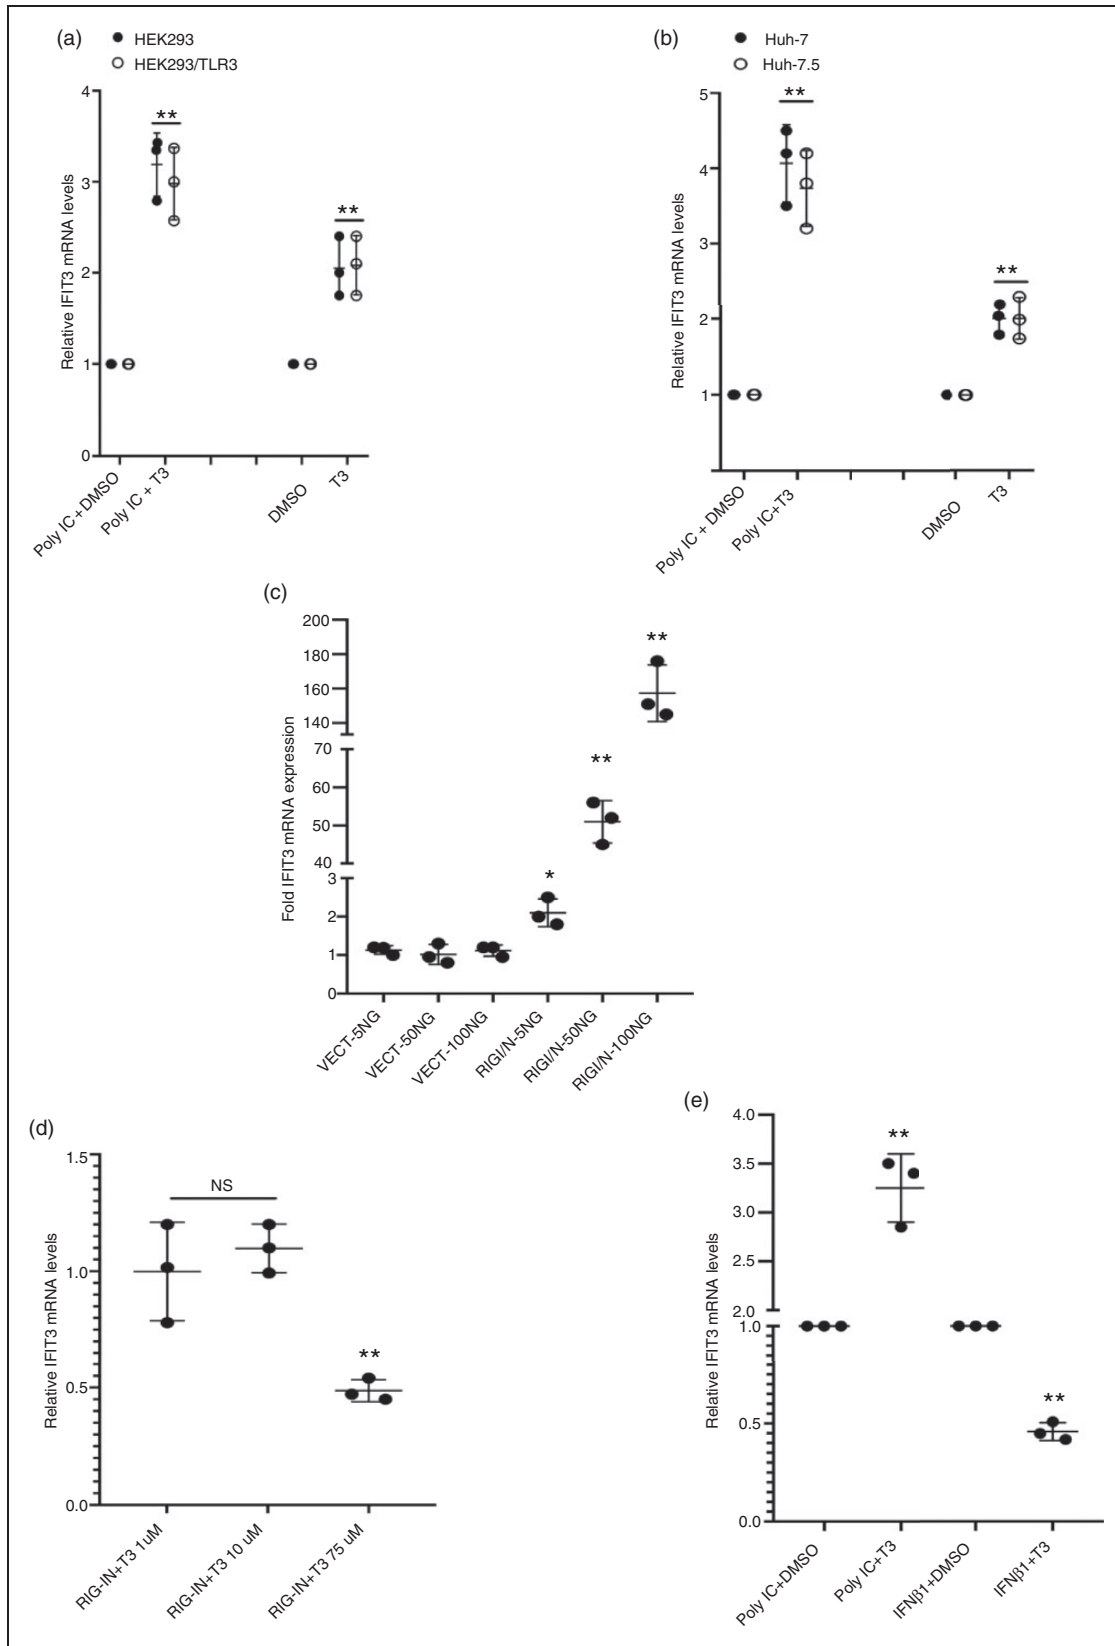 (a)
HEK293
HEK293/TLR3
Relative IFIT3 mRNA levels
4
3
2
1
0
**
**
Poly IC + DMSO
Poly IC + T3
DMSO
T3
(b)
Huh-7
Huh-7.5
Relative IFIT3 mRNA levels
5
4
3
2
1
**
**
Poly IC + DMSO
Poly IC+T3
DMSO
T3
(c)
Fold IFIT3 mRNA expression
200
180
160
140
70
60
50
40
3
2
1
0
*
**
**
VECT-5NG
VECT-50NG
VECT-100NG
RIGI/N-5NG
RIGI/N-50NG
RIGI/N-100NG
(d)
Relative IFIT3 mRNA levels
1.5
1.0
0.5
0.0
NS
**
RIG-IN+T3 1uM
RIG-IN+T3 10 uM
RIG-IN+T3 75 uM
(e)
Relative IFIT3 mRNA levels
4.0
3.5
3.0
2.5
2.0
1.0
0.5
0.0
**
**
Poly IC+DMSO
Poly IC+T3
IFNβ1+DMSO
IFNβ1+T3